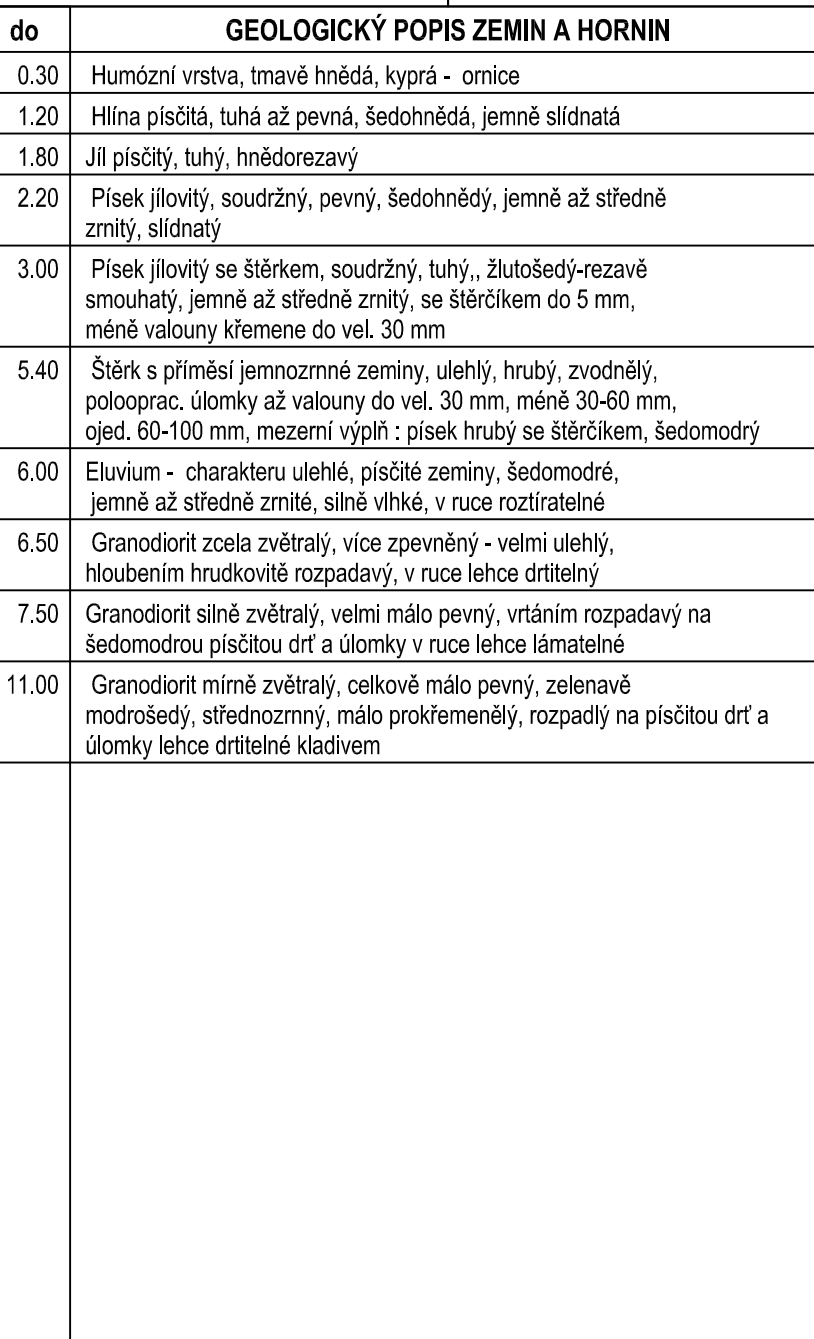 do GEOLOGICKÝ POPIS ZEMIN A HORNIN
0.30 Humózní vrstva, tmavě hnědá, kyprá - ornice
1.20 Hlína písčitá, tuhá až pevná, šedohnědá, jemně slídnatá
1.80 Jíl písčitý, tuhý, hnědorezavý
2.20 Písek jílovitý, soudržný, pevný, šedohnědý, jemně až středně
zrnitý, slídnatý
3.00 Písek jílovitý se štěrkem, soudržný, tuhý,, žlutošedý-rezavě
smouhatý, jemně až středně zrnitý, se štěrčíkem do 5 mm,
méně valouny křemene do vel. 30 mm
5.40 Štěrk s příměsí jemnozrnné zeminy, ulehlý, hrubý, zvodnělý,
polooprac. úlomky až valouny do vel. 30 mm, méně 30-60 mm,
ojed. 60-100 mm, mezerní výplň : písek hrubý se štěrčíkem, šedomodrý
6.00 Eluvium - charakteru ulehlé, písčité zeminy, šedomodré,
jemně až středně zrnité, silně vlhké, v ruce roztíratelné
6.50 Granodiorit zcela zvětralý, více zpevněný - velmi ulehlý,
hloubením hrudkovitě rozpadavý, v ruce lehce drtitelný
7.50 Granodiorit silně zvětralý, velmi málo pevný, vrtáním rozpadavý na
šedomodrou písčitou drť a úlomky v ruce lehce lámatelné
11.00 Granodiorit mírně zvětralý, celkově málo pevný, zelenavě
modrošedý, střednozrnný, málo prokřemenělý, rozpadlý na písčitou drť a
úlomky lehce drtitelné kladivem